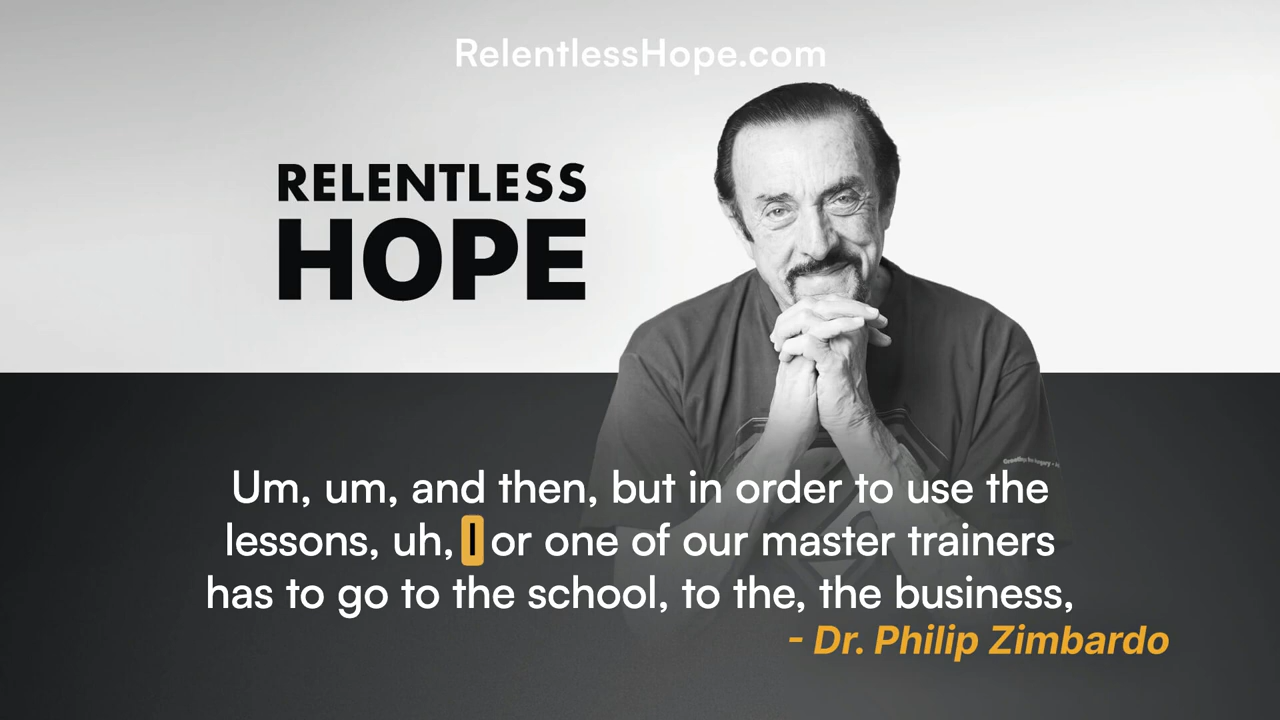 RelentlessHope.com
RELENTLESS
HOPE
Um, um, and then, but in order to use the
lessons, uh, I or one of our master trainers
has to go to the school, to the, the business,
- Dr. Philip Zimbardo